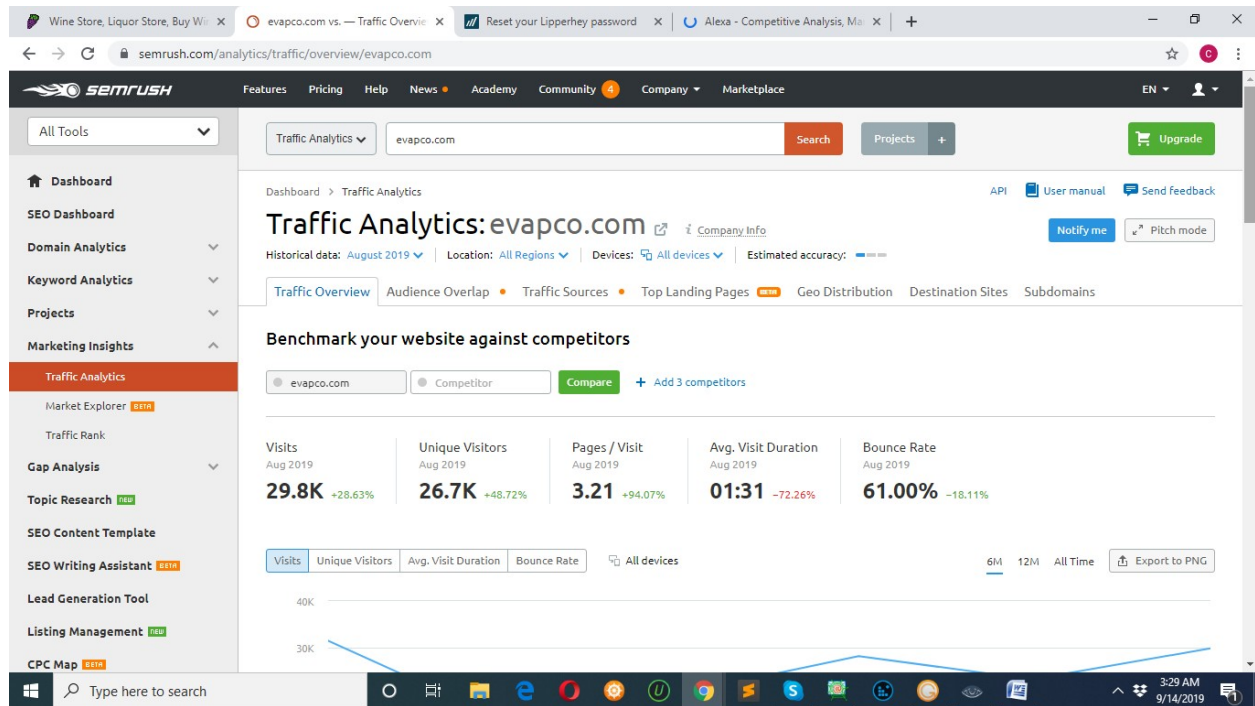 Wine Store, Liquor Store, Buy Wi
evapco.com vs. — Traffic Overvie
Reset your Lipperhey password
Alexa - Competitive Analysis, Ma
semrush.com/analytics/traffic/overview/evapco.com
C
semrush
Features Pricing Help News Academy Community 4 Company Marketplace
EN
All Tools
Traffic Analytics evapco.com Search Projects + Upgrade
Dashboard
SEO Dashboard
Domain Analytics
Keyword Analytics
Projects
Marketing Insights
Traffic Analytics
Market Explorer BETA
Traffic Rank
Gap Analysis
Topic Research NEW
SEO Content Template
SEO Writing Assistant BETA
Lead Generation Tool
Listing Management NEW
CPC Map BETA
Dashboard > Traffic Analytics
API User manual Send feedback
Traffic Analytics: evapco.com i Company Info
Notify me Pitch mode
Historical data: August 2019 Location: All Regions Devices: All devices Estimated accuracy:
Traffic Overview Audience Overlap Traffic Sources Top Landing Pages BETA Geo Distribution Destination Sites Subdomains
Benchmark your website against competitors
evapco.com Competitor Compare + Add 3 competitors
Visits Unique Visitors Pages / Visit Avg. Visit Duration Bounce Rate
Aug 2019 Aug 2019 Aug 2019 Aug 2019 Aug 2019
29.8K +28.63% 26.7K +48.72% 3.21 +94.07% 01:31 −72.26% 61.00% −18.11%
Visits Unique Visitors Avg. Visit Duration Bounce Rate All devices
6M 12M All Time Export to PNG
40K
30K
Type here to search
3:29 AM
9/14/2019